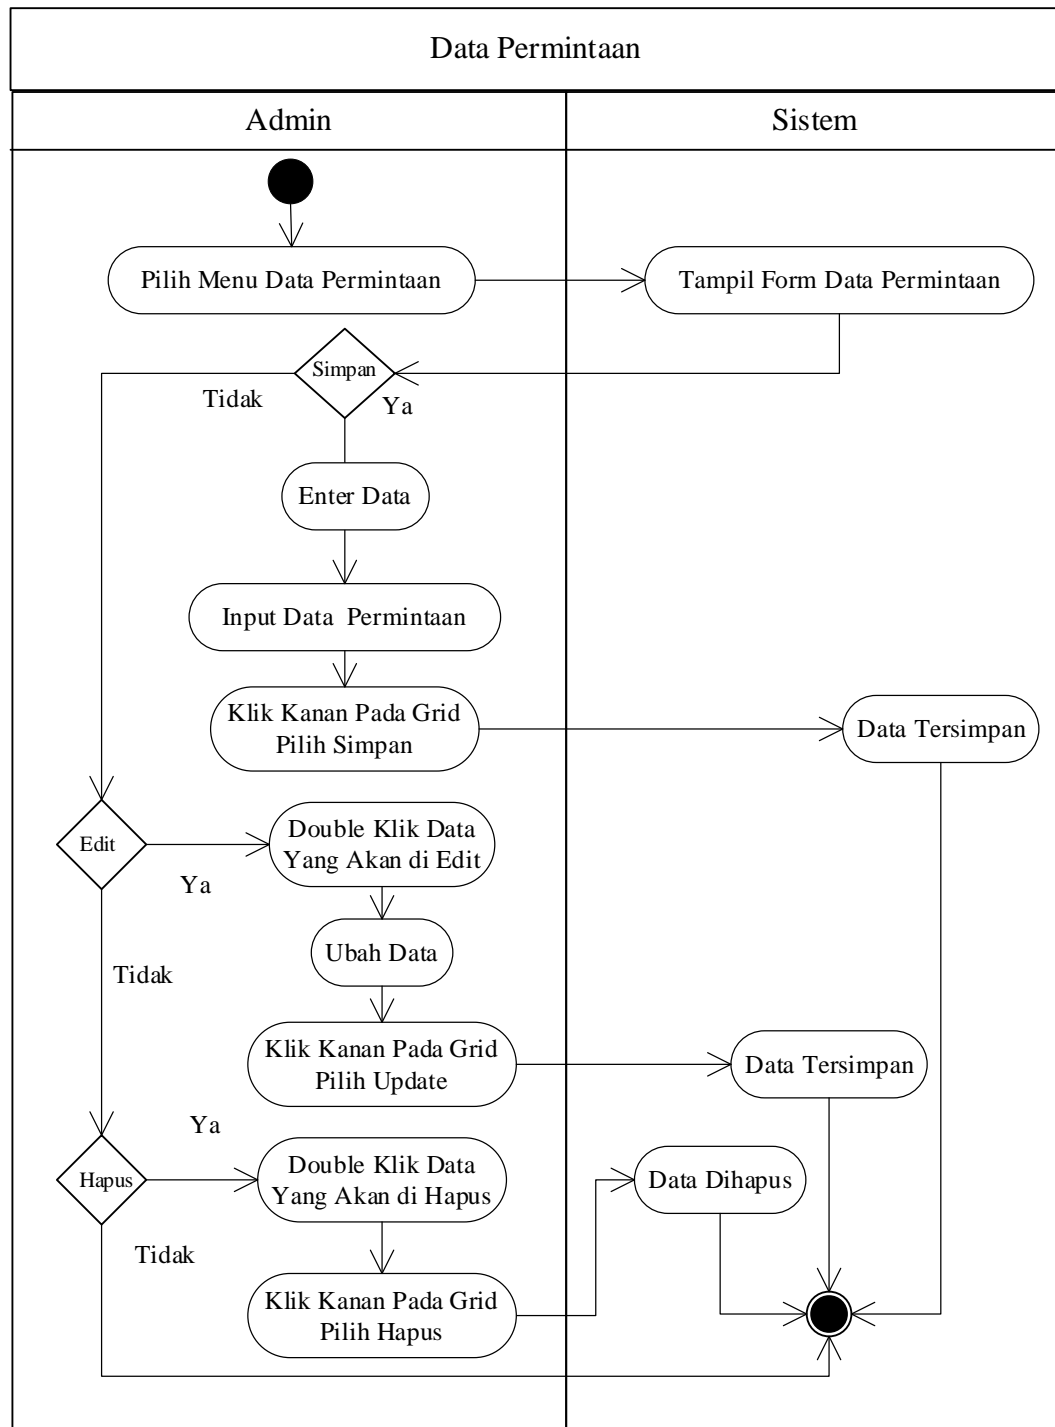 Data Permintaan
Admin
Sistem
Pilih Menu Data Permintaan
Tampil Form Data Permintaan
Simpan
Tidak
Ya
Enter Data
Input Data Permintaan
Klik Kanan Pada Grid
Pilih Simpan
Data Tersimpan
Edit
Ya
Double Klik Data
Yang Akan di Edit
Ubah Data
Tidak
Klik Kanan Pada Grid
Pilih Update
Data Tersimpan
Hapus
Ya
Double Klik Data
Yang Akan di Hapus
Data Dihapus
Tidak
Klik Kanan Pada Grid
Pilih Hapus